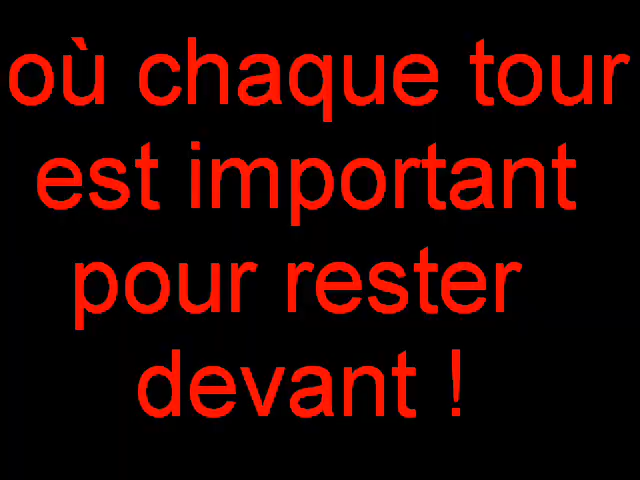 où chaque tour
est important
pour rester
devant !